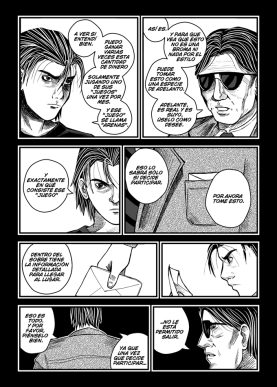 A VER SI
ENTENDÍ
BIEN.
PUEDO
GANAR
VARIAS
VECES ESTA
CANTIDAD
DE DINERO
SOLAMENTE
JUGANDO UNO
DE SUS
"JUEGOS"
UNA VEZ
POR
MES.
Y ESE
"JUEGO"
SE LLAMA
"ARENAS"
ASÍ ES.
Y PARA QUE
VEA QUE ESTO
NO ES UNA
BROMA NI
NADA POR EL
ESTILO
PUEDE
TOMAR ESTO
COMO UNA
ESPECIE DE
ADELANTO.
ADELANTE,
ES REAL Y ES
SUYO,
ÚSELO COMO
DESEE.
Y
EXACTAMENTE
EN QUE
CONSISTE ESE
"JUEGO"
ESO LO
SABRÁ SÓLO
SI DECIDE
PARTICIPAR.
POR AHORA
TOME ESTO.
DENTRO DEL
SOBRE TIENE LA
INFORMACIÓN
DETALLADA
PARA LLEGAR
AL LUGAR.
ESO ES
TODO.
Y POR
FAVOR,
PIÉNSELO
BIEN.
YA QUE
UNA VEZ
QUE DECIDE
PARTICIPAR...
...NO LE
ESTÁ
PERMITIDO
SALIR.